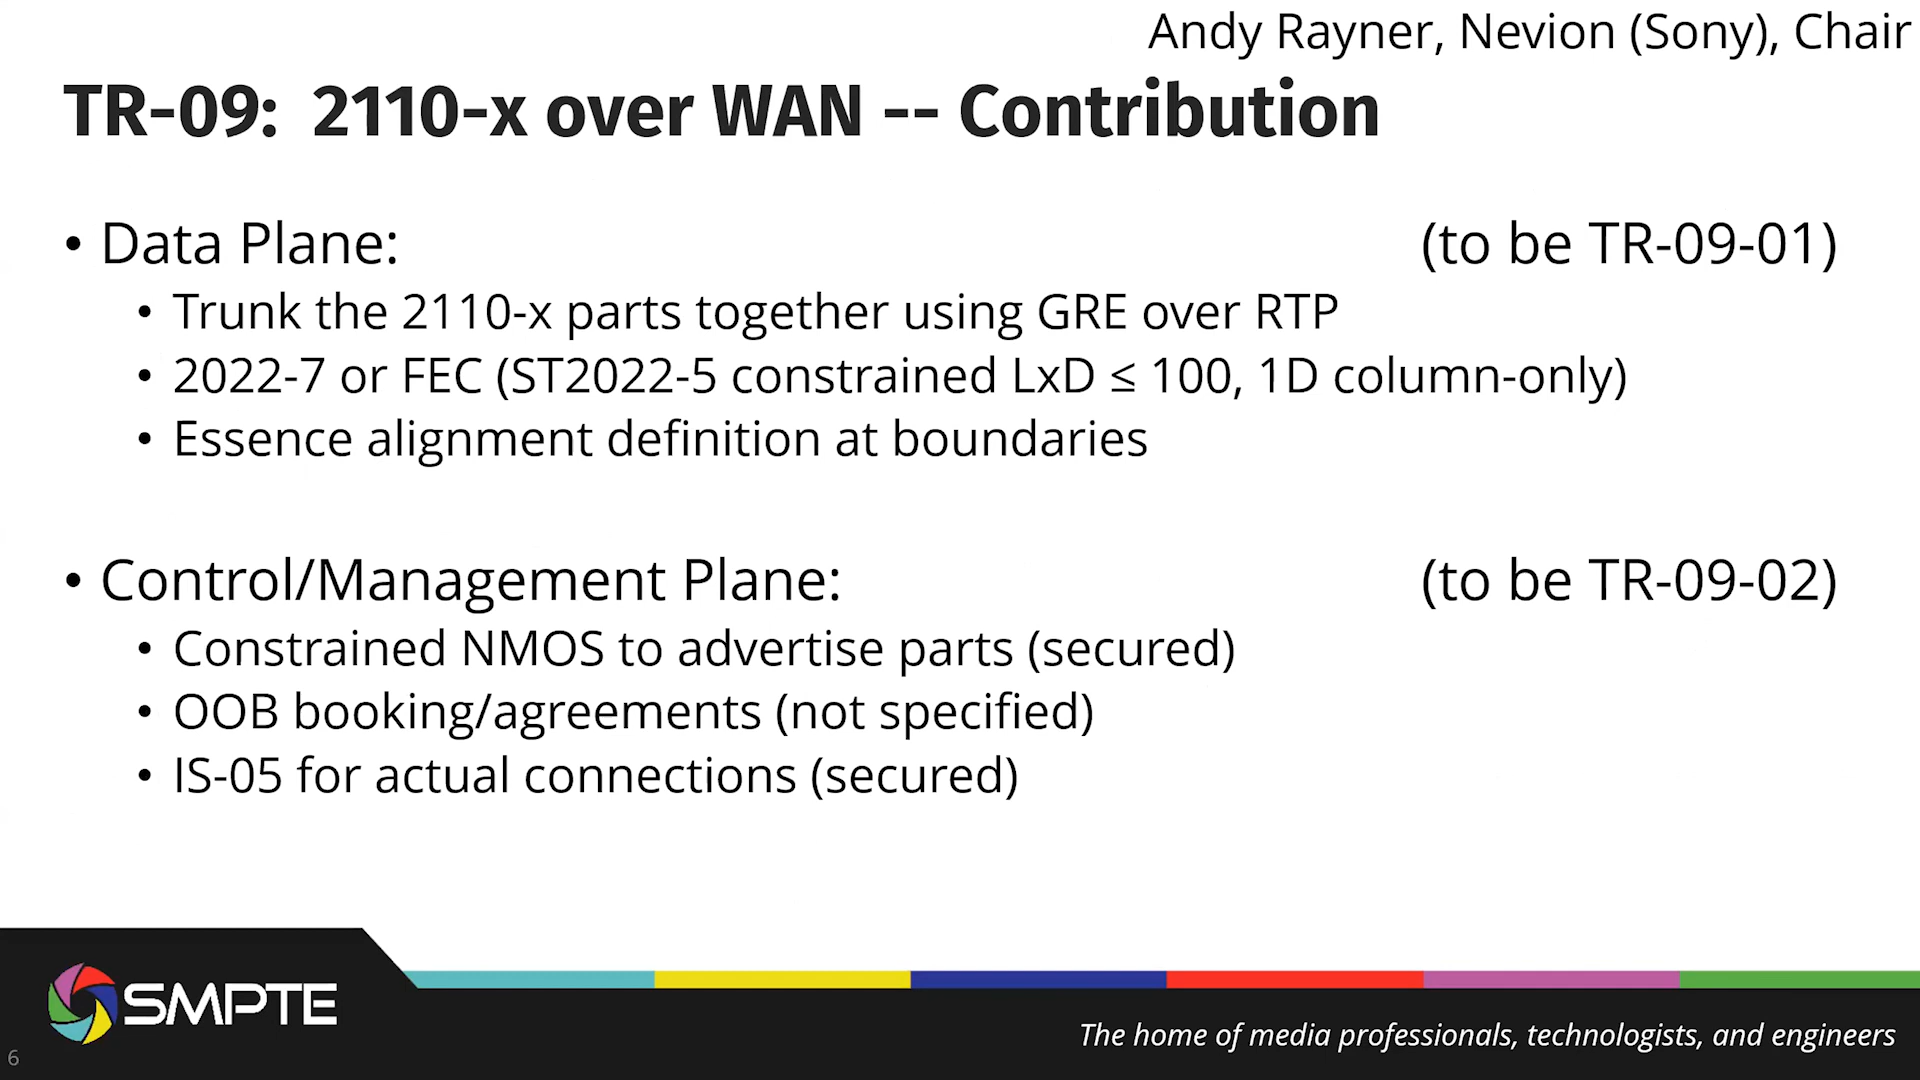 Andy Rayner, Nevion (Sony), Chair
TR-09: 2110-x over WAN -- Contribution
• Data Plane: (to be TR-09-01)
• Trunk the 2110-x parts together using GRE over RTP
• 2022-7 or FEC (ST2022-5 constrained LxD ≤ 100, 1D column-only)
• Essence alignment definition at boundaries
• Control/Management Plane: (to be TR-09-02)
• Constrained NMOS to advertise parts (secured)
• OOB booking/agreements (not specified)
• IS-05 for actual connections (secured)
SMPTE
The home of media professionals, technologists, and engineers
6